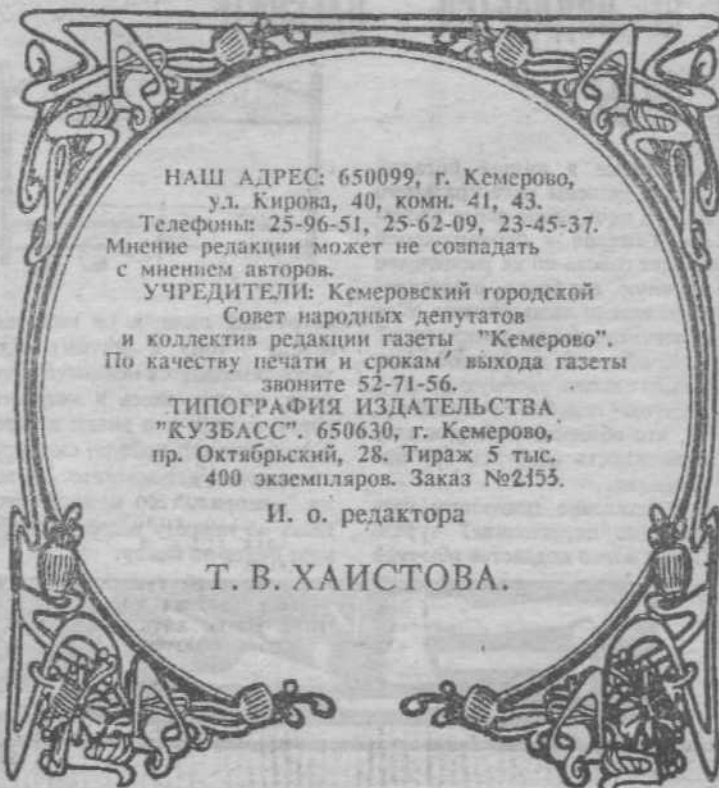 НАШ АДРЕС: 650099, г. Кемерово,
ул. Кирова, 40, комн. 41, 43.
Телефоны: 25-96-51, 25-62-09, 23-45-37.
Мнение редакции может не совпадать
с мнением авторов.
УЧРЕДИТЕЛИ: Кемеровский городской
Совет народных депутатов
и коллектив редакции газеты "Кемерово".
По качеству печати и срокам выхода газеты
звоните 52-71-56.
ТИПОГРАФИЯ ИЗДАТЕЛЬСТВА
"КУЗБАСС". 650630, г. Кемерово,
пр. Октябрьский, 28. Тираж 5 тыс.
400 экземпляров. Заказ №2153.
И. о. редактора
Т. В. ХАИСТОВА.